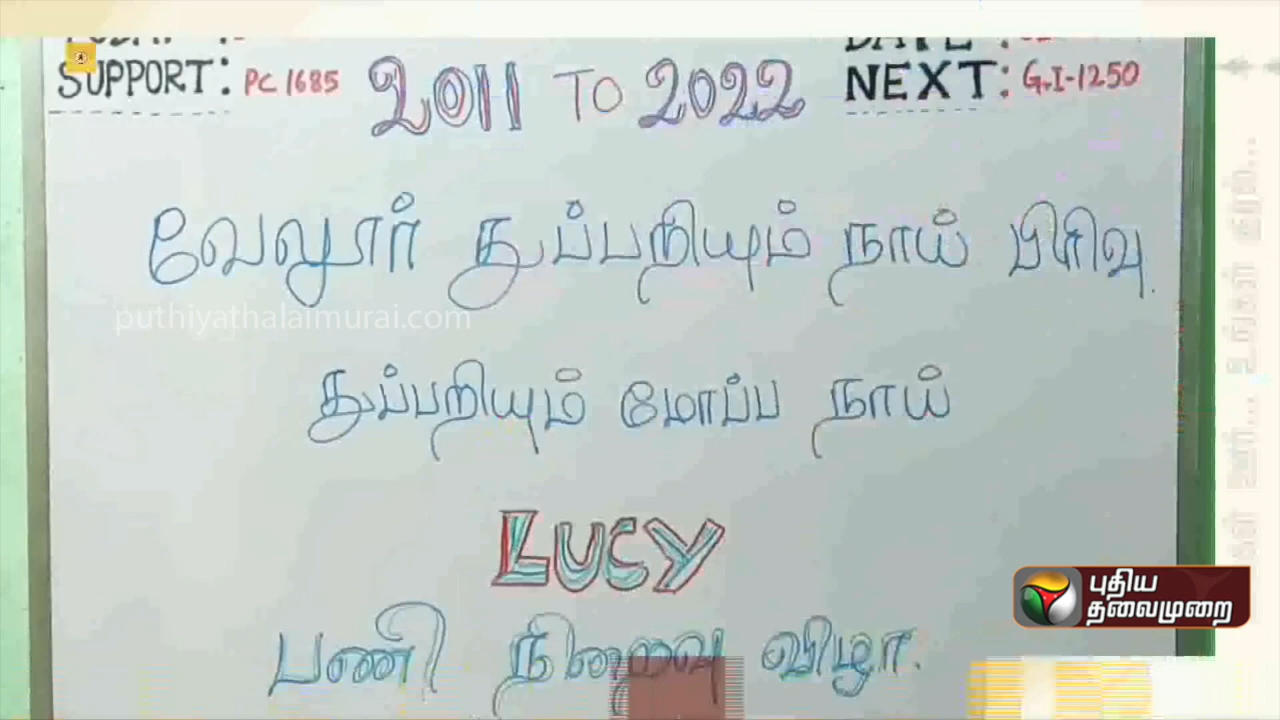 SUPPORT: PC 1685 2011 TO 2022 NEXT: G.I-1250
வேலூர் துப்பறியும் நாய் பிரிவு.
puthiyathalaimurai.com
துப்பறியும் மோப்ப நாய்
LUCY
புதிய
தலைமுறை
பணி நிறைவு விழா.